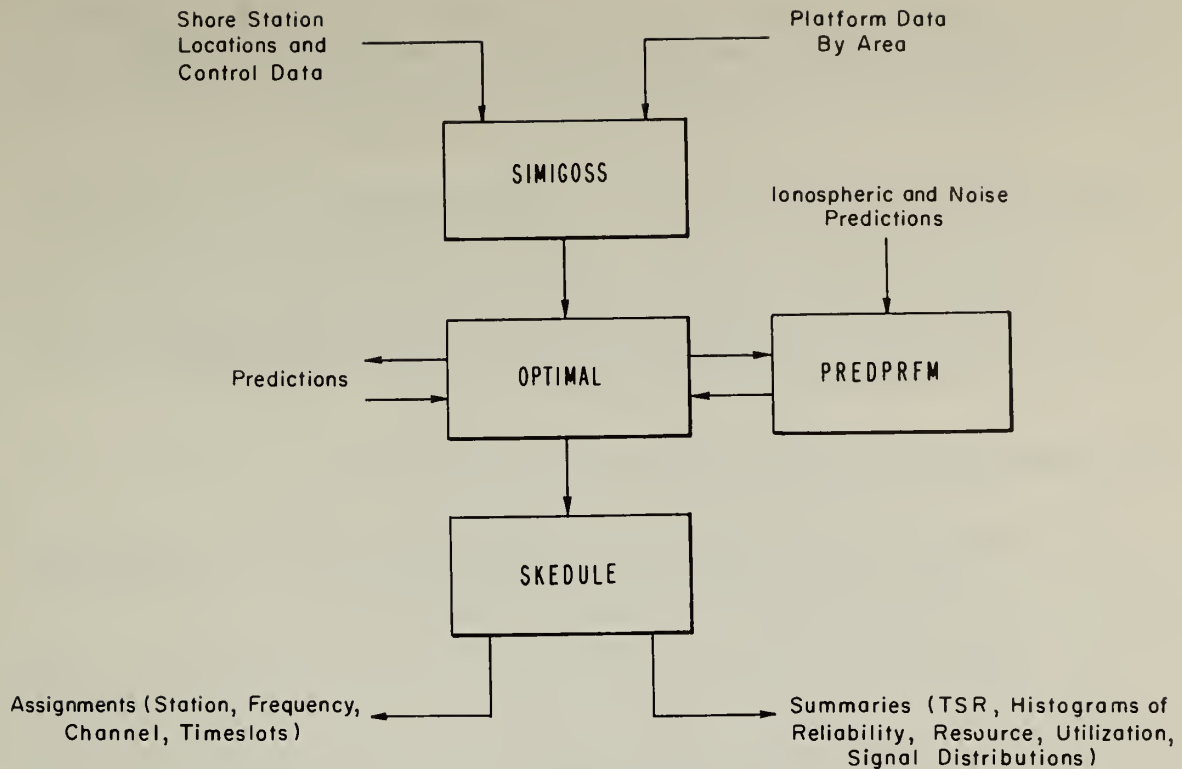 Shore Station
Locations and
Control Data
Platform Data
By Area
SIMIGOSS
Ionospheric and Noise
Predictions
Predictions
OPTIMAL
PREDPRFM
SKEDULE
Assignments (Station, Frequency,
Channel, Timeslots)
Summaries (TSR, Histograms of
Reliability, Resource, Utilization,
Signal Distributions)